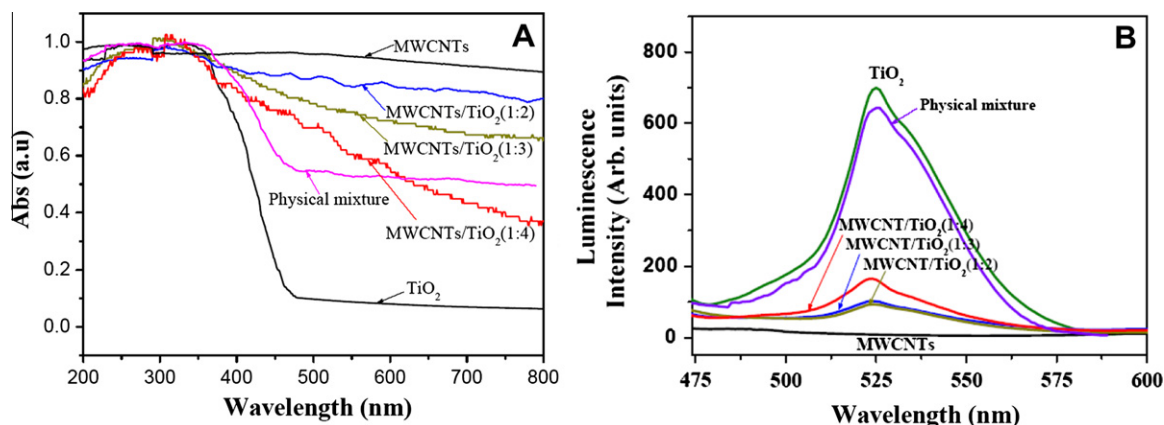 A
1.0
0.8
0.6
0.4
0.2
0.0
Abs (a.u)
MWCNTs
MWCNTs/TiO₂(1:2)
MWCNTs/TiO₂(1:3)
Physical mixture
MWCNTs/TiO₂(1:4)
TiO₂
200 300 400 500 600 700 800
Wavelength (nm)
B
800
600
400
200
0
Luminescence
Intensity (Arb. units)
TiO₂
Physical mixture
MWCNT/TiO₂(1:4)
MWCNT/TiO₂(1:3)
MWCNT/TiO₂(1:2)
MWCNTs
475 500 525 550 575 600
Wavelength (nm)